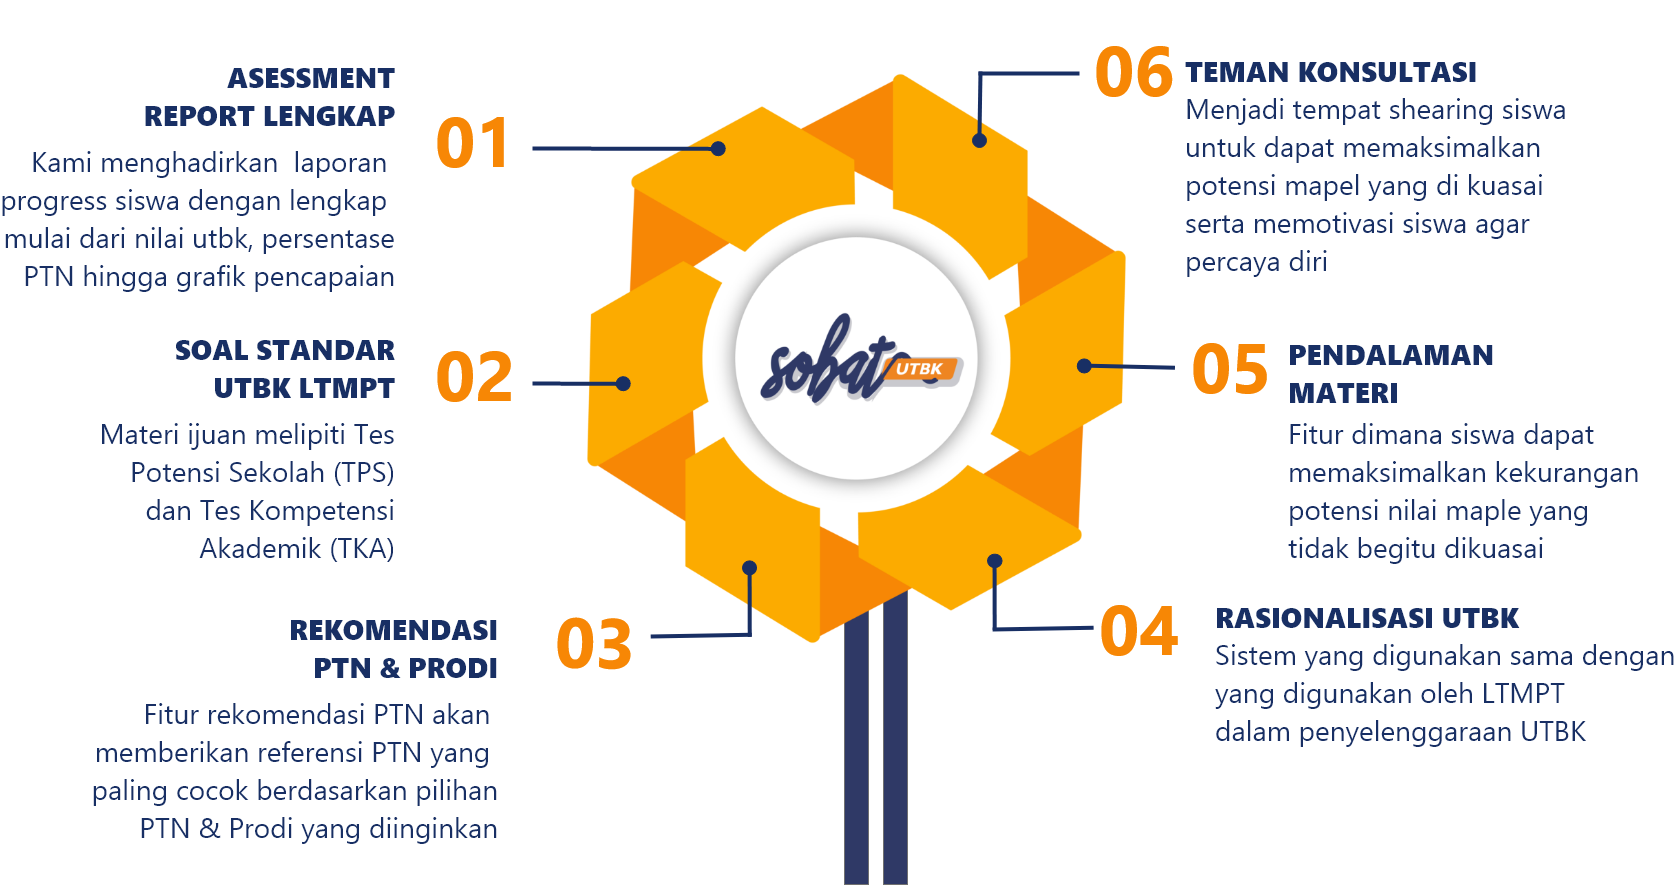 ASESSMENT
REPORT LENGKAP
01
Kami menghadirkan laporan
progress siswa dengan lengkap
mulai dari nilai utbk, persentase
PTN hingga grafik pencapaian
SOAL STANDAR
UTBK LTMPT
02
Materi ijuan melipiti Tes
Potensi Sekolah (TPS)
dan Tes Kompetensi
Akademik (TKA)
REKOMENDASI
PTN & PRODI
03
Fitur rekomendasi PTN akan
memberikan referensi PTN yang
paling cocok berdasarkan pilihan
PTN & Prodi yang diinginkan
sobat
UTBK
06
TEMAN KONSULTASI
Menjadi tempat shearing siswa
untuk dapat memaksimalkan
potensi mapel yang di kuasai
serta memotivasi siswa agar
percaya diri
05
PENDALAMAN
MATERI
Fitur dimana siswa dapat
memaksimalkan kekurangan
potensi nilai maple yang
tidak begitu dikuasai
04
RASIONALISASI UTBK
Sistem yang digunakan sama dengan
yang digunakan oleh LTMPT
dalam penyelenggaraan UTBK